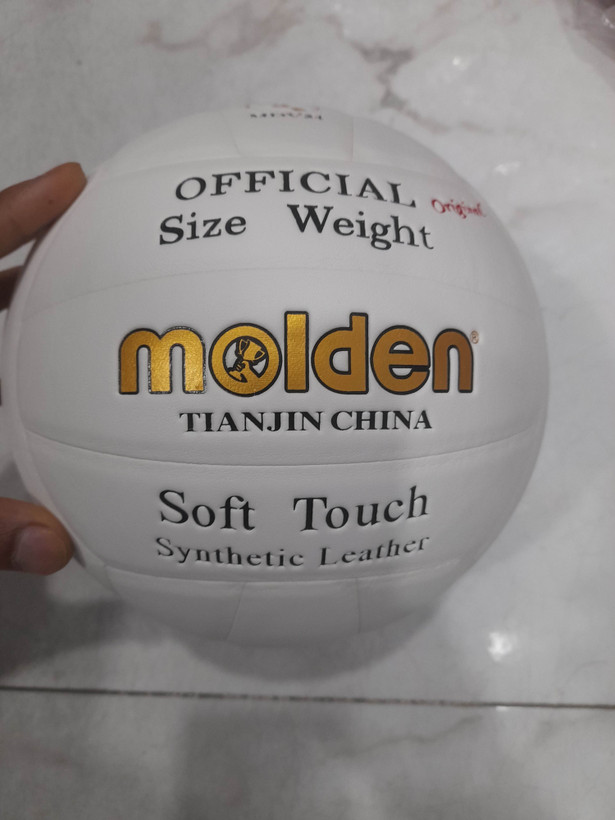 OFFICIAL Original
Size Weight
molden®
TIANJIN CHINA
Soft Touch
Synthetic Leather